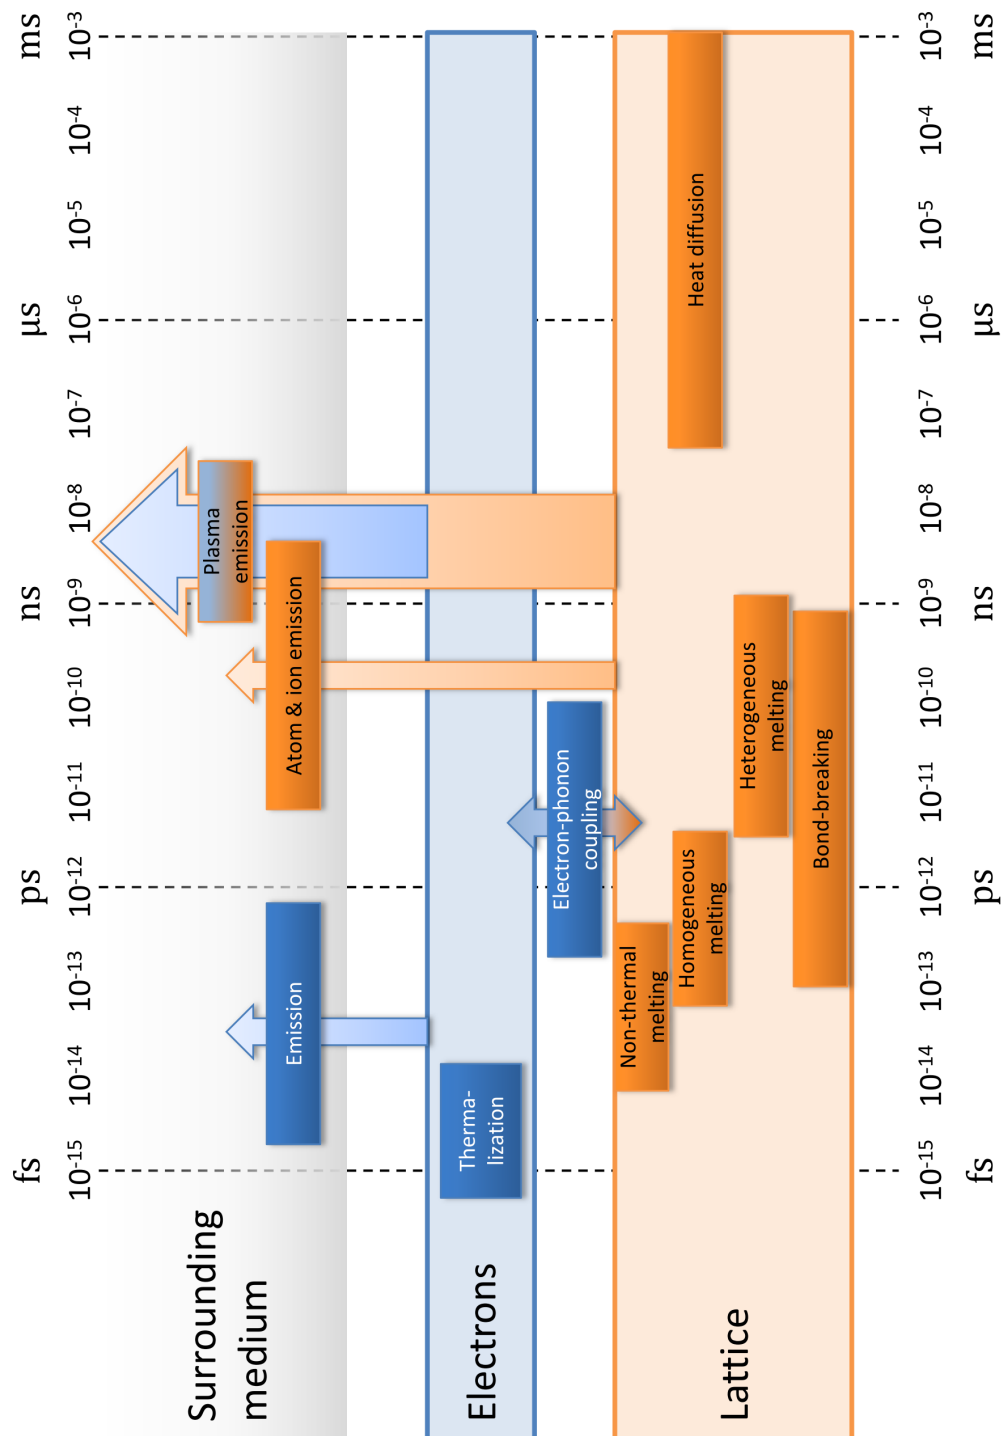 fs
ps
ns
µs
ms
10-15
10-14
10-13
10-12
10-11
10-10
10-9
10-8
10-7
10-6
10-5
10-4
10-3
Surrounding
medium
Plasma
emission
Emission
Atom & ion emission
Electrons
Therma-
lization
Electron-phonon
coupling
Lattice
Non-thermal
melting
Homogeneous
melting
Heat diffusion
Heterogeneous
melting
Bond-breaking
10-15
10-14
10-13
10-12
10-11
10-10
10-9
10-8
10-7
10-6
10-5
10-4
10-3
fs
ps
ns
µs
ms